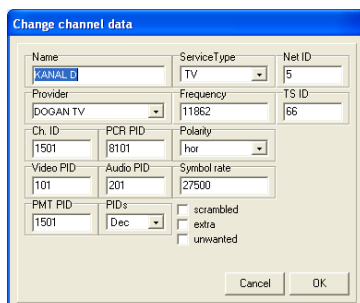 Change channel data
Name ServiceType Net ID
KANAL D TV 5
Provider Frequency TS ID
DOGAN TV 11862 66
Ch. ID PCR PID Polarity
1501 8101 hor
Video PID Audio PID Symbol rate
101 201 27500
PMT PID PIDs
1501 Dec
scrambled
extra
unwanted
Cancel OK